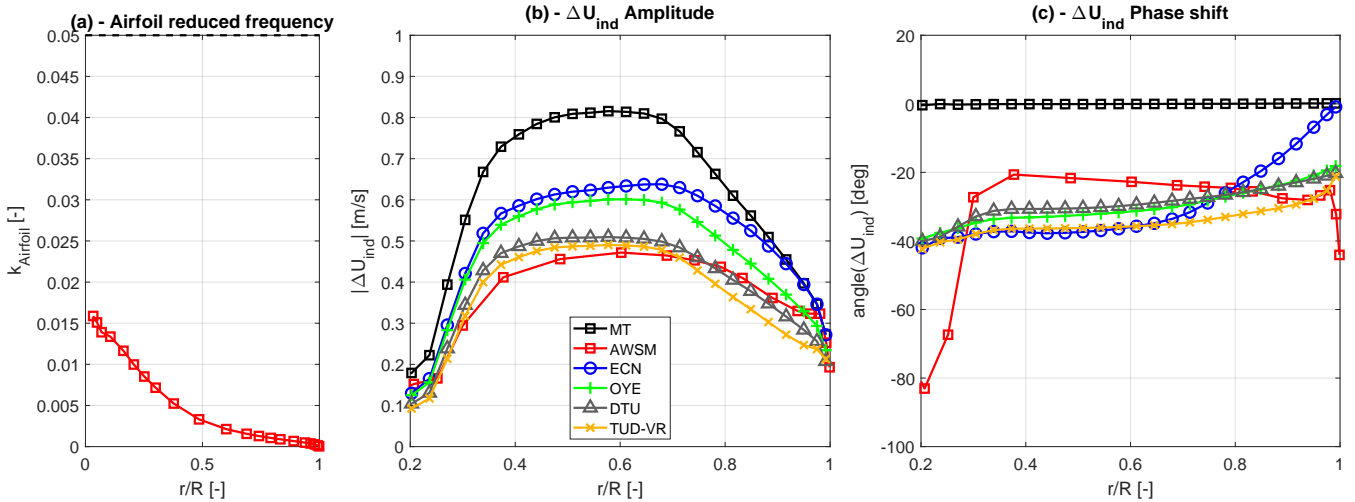 (a) - Airfoil reduced frequency
0.05
0.045
0.04
0.035
0.03
0.025
0.02
0.015
0.01
0.005
0
k_Airfoil [-]
0 0.5 1
r/R [-]
(b) - ΔU_ind Amplitude
1
0.9
0.8
0.7
0.6
0.5
0.4
0.3
0.2
0.1
0
|ΔU_ind| [m/s]
MT
AWSM
ECN
OYE
DTU
TUD-VR
0.2 0.4 0.6 0.8 1
r/R [-]
(c) - ΔU_ind Phase shift
20
0
-20
-40
-60
-80
-100
angle(ΔU_ind) [deg]
0.2 0.4 0.6 0.8 1
r/R [-]